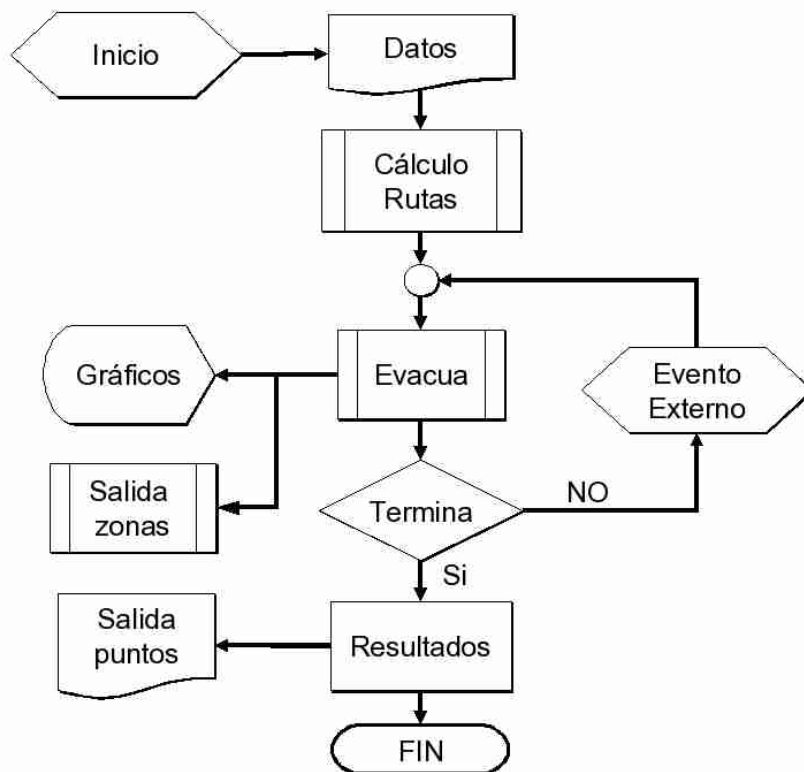 Inicio
Datos
Cálculo
Rutas
Gráficos
Evacua
Evento
Externo
Salida
zonas
Termina
NO
Si
Salida
puntos
Resultados
FIN